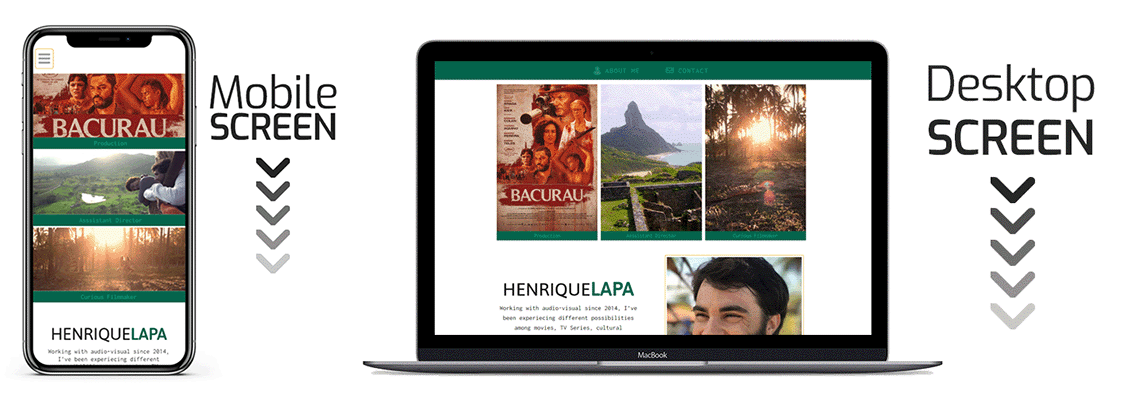 BACURAU
Production
Assistant Director
Curious Filmmaker
HENRIQUELAPA
Working with audio-visual since 2014,
I've been experiecing different
Mobile
SCREEN
ABOUT ME
CONTACT
BACURAU
Production
Assistant Director
Curious Filmmaker
HENRIQUELAPA
Working with audio-visual since 2014, I've
been experiecing different possibilities
among movies, TV Series, cultural
MacBook
Desktop
SCREEN